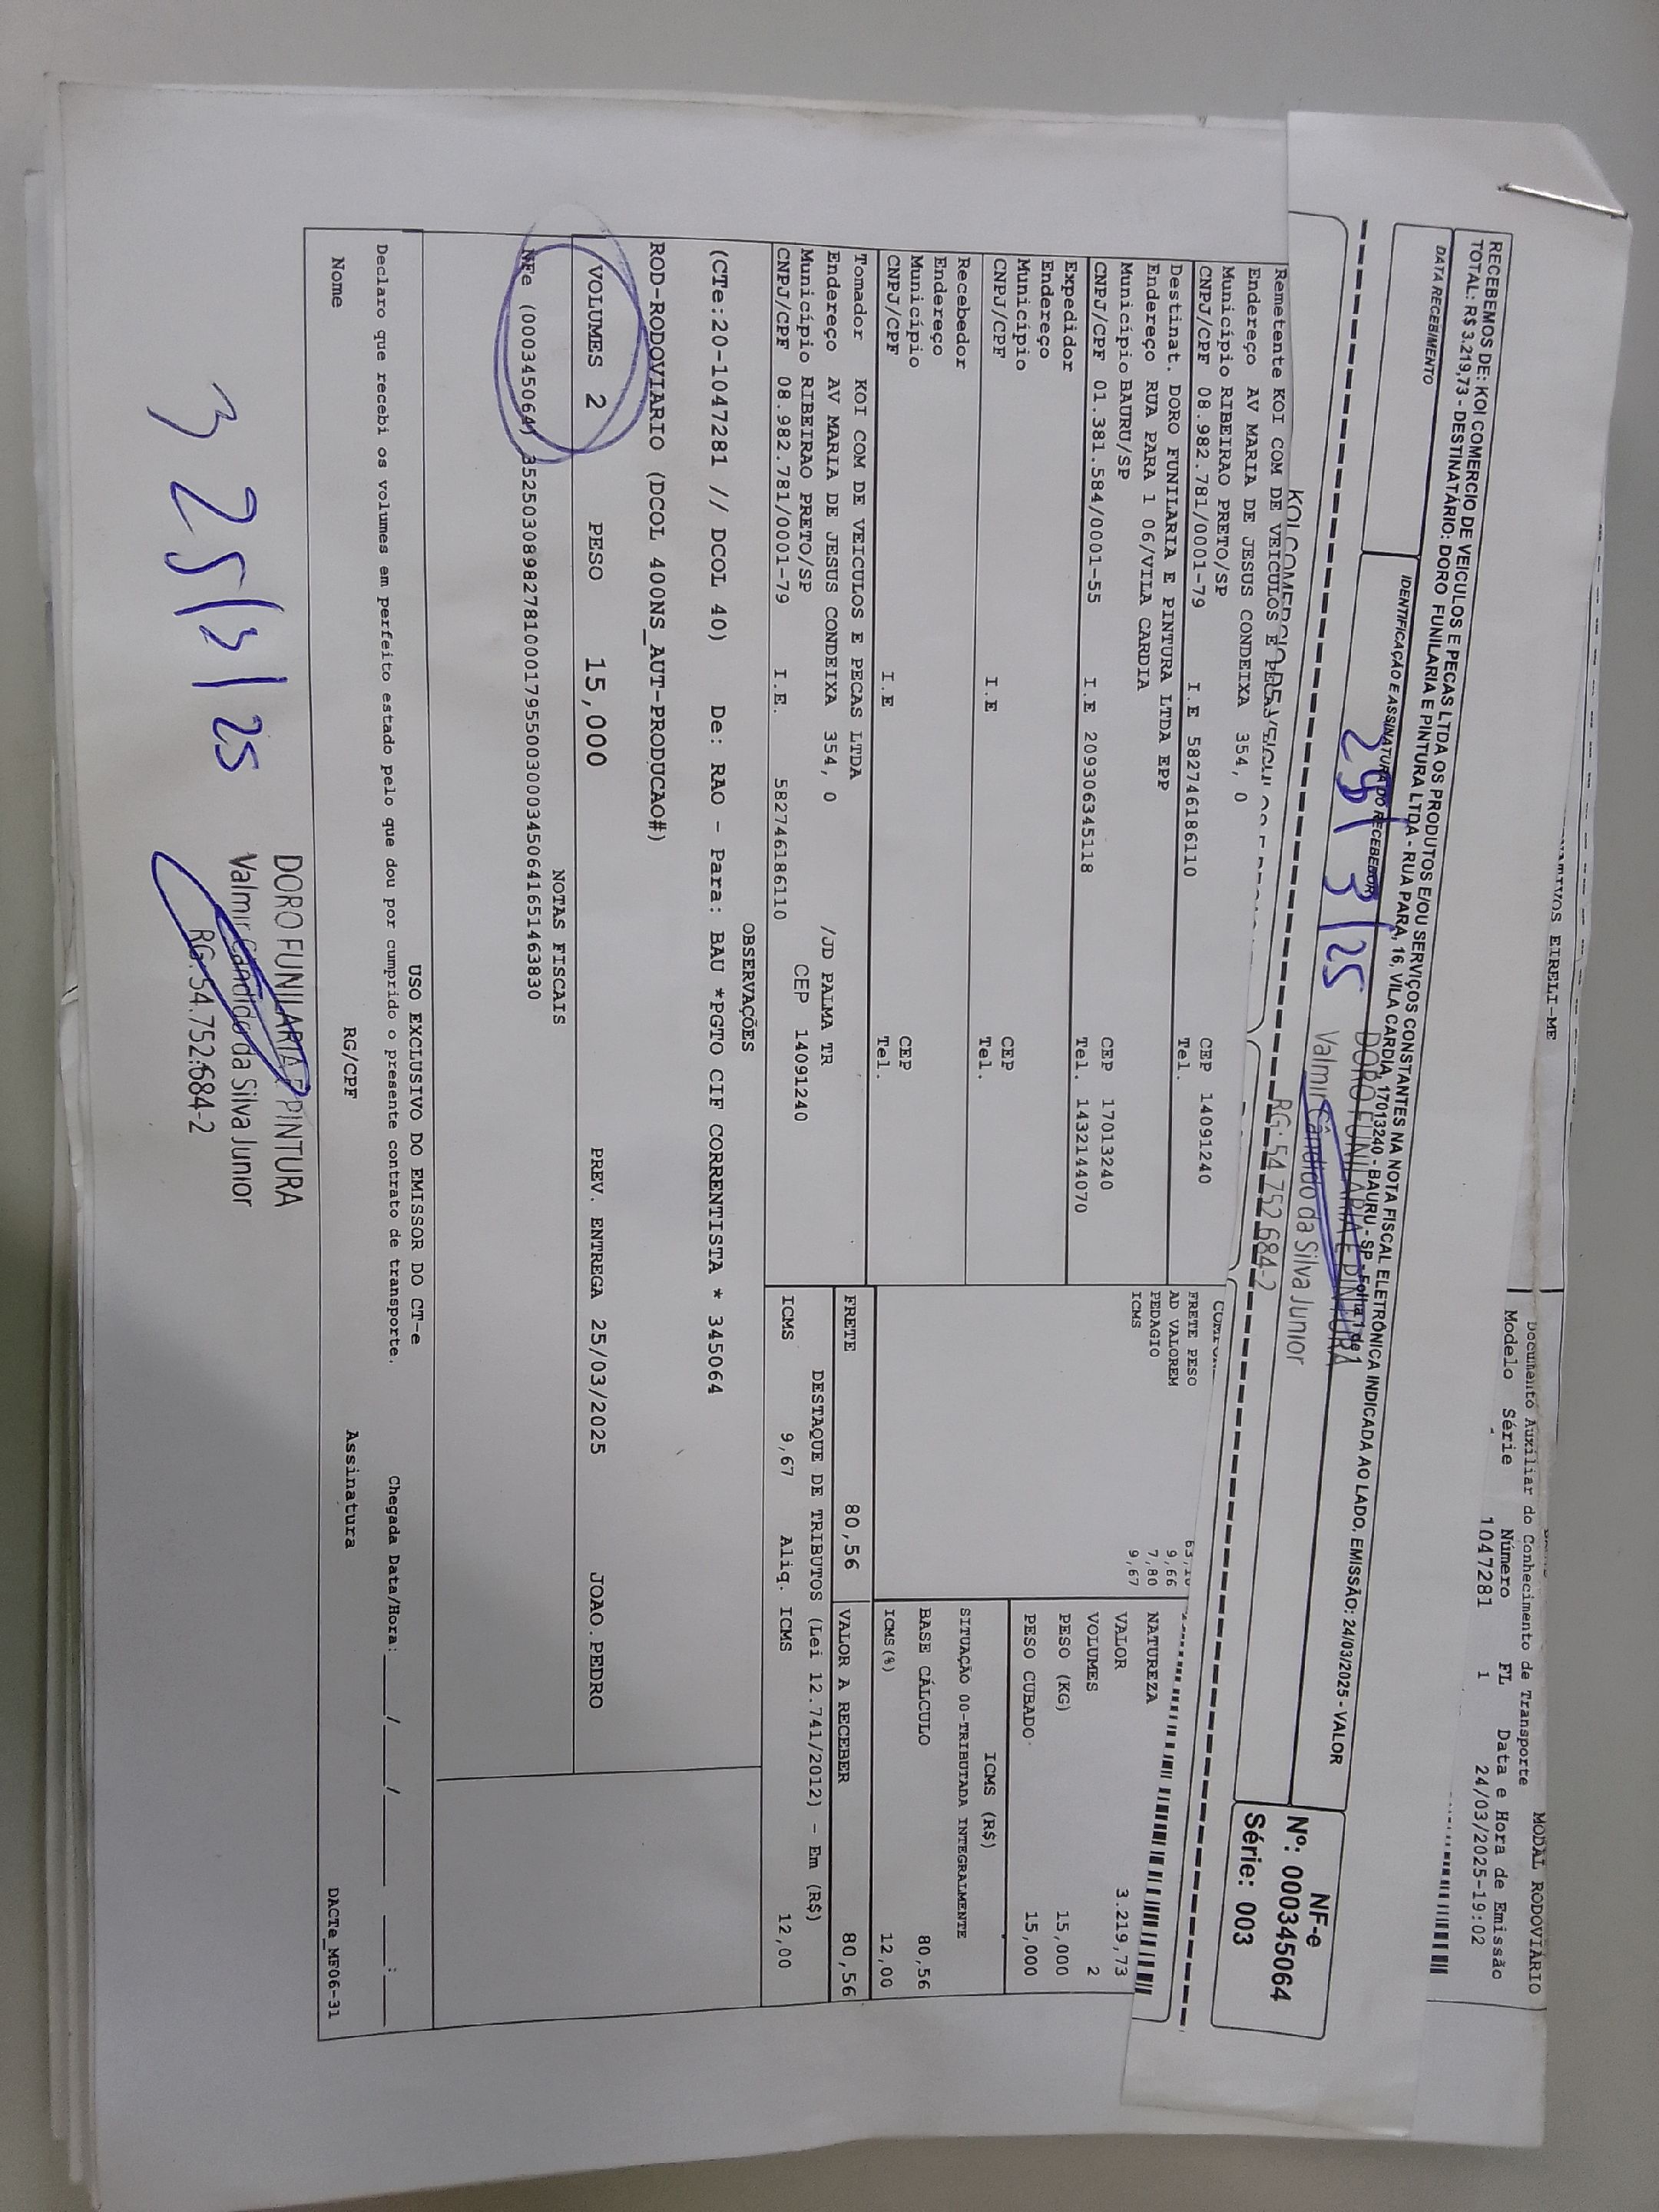 NATIVOS EIRELI-ME
Documento Auxiliar do Conhecimento de Transporte
MODAL RODOVIÁRIO
Modelo Série Número FL Data e Hora de Emissão
1047281 1 24/03/2025-19:02
RECEBEMOS DE: KOI COMERCIO DE VEICULOS E PECAS LTDA OS PRODUTOS E/OU SERVIÇOS CONSTANTES NA NOTA FISCAL ELETRÔNICA INDICADA AO LADO. EMISSÃO: 24/03/2025 - VALOR
TOTAL: R$ 3.219,73 - DESTINATÁRIO: DORO FUNILARIA E PINTURA LTDA - RUA PARA, 16, VILA CARDIA, 17013240 - BAURU - SP - Folha 1 de 1
DATA RECEBIMENTO
IDENTIFICAÇÃO E ASSINATURA DO RECEBEDOR
25/3/25
DORO FUNILARIA E PINTURA
Valmir Cândido da Silva Junior
RG: 54.752.684-2
NF-e
Nº: 000345064
Série: 003
Remetente KOI COM DE VEICULOS E PECAS
Endereço AV MARIA DE JESUS CONDEIXA 354, 0
Município RIBEIRAO PRETO/SP
CEP 14091240
CNPJ/CPF 08.982.781/0001-79 I.E 582746186110 Tel.
Destinat. DORO FUNILARIA E PINTURA LTDA EPP
Endereço RUA PARA 1 06/VILA CARDIA
Município BAURU/SP CEP 17013240
CNPJ/CPF 01.381.584/0001-55 I.E 209306345118 Tel. 1432144070
Expedidor
Endereço
Município CEP
CNPJ/CPF I.E Tel.
Recebedor
Endereço
Município CEP
CNPJ/CPF I.E Tel.
Tomador KOI COM DE VEICULOS E PECAS LTDA
Endereço AV MARIA DE JESUS CONDEIXA 354, 0 /JD PALMA TR
Município RIBEIRAO PRETO/SP CEP 14091240
CNPJ/CPF 08.982.781/0001-79 I.E. 582746186110
FRETE PESO
AD VALOREM 9,66
PEDAGIO 7,80
ICMS 9,67
NATUREZA
VALOR 3.219,73
VOLUMES 2
PESO (KG) 15,000
PESO CUBADO 15,000
ICMS (R$)
SITUAÇÃO 00-TRIBUTADA INTEGRALMENTE
BASE CÁLCULO 80,56
ICMS(%) 12,00
FRETE 80,56 VALOR A RECEBER 80,56
DESTAQUE DE TRIBUTOS (Lei 12.741/2012) - Em (R$)
ICMS 9,67 Aliq. ICMS 12,00
OBSERVAÇÕES
(CTe:20-1047281 // DCOL 40) De: RAO - Para: BAU *PGTO CIF CORRENTISTA * 345064
ROD-RODOVIARIO (DCOL 400NS_AUT-PRODUCAO#)
VOLUMES 2 PESO 15,000 PREV. ENTREGA 25/03/2025 JOAO.PEDRO
NOTAS FISCAIS
NFe (000345064) 35250308982781000179550030003450641651463830
USO EXCLUSIVO DO EMISSOR DO CT-e
Declaro que recebi os volumes em perfeito estado pelo que dou por cumprido o presente contrato de transporte. Chegada Data/Hora: ____/____/____ ____:____
Nome RG/CPF Assinatura
DACTe_MF06-31
25/3/25
DORO FUNILARIA E PINTURA
Valmir Cândido da Silva Junior
RG: 54.752.684-2